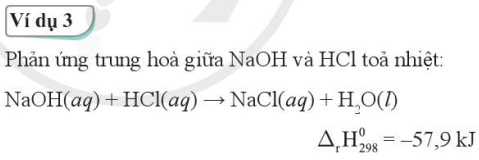 Ví dụ 3
Phản ứng trung hoà giữa NaOH và HCl toả nhiệt:
NaOH(aq) + HCl(aq) → NaCl(aq) + H₂O(l)
ΔᵣH⁰₂₉₈ = –57,9 kJ